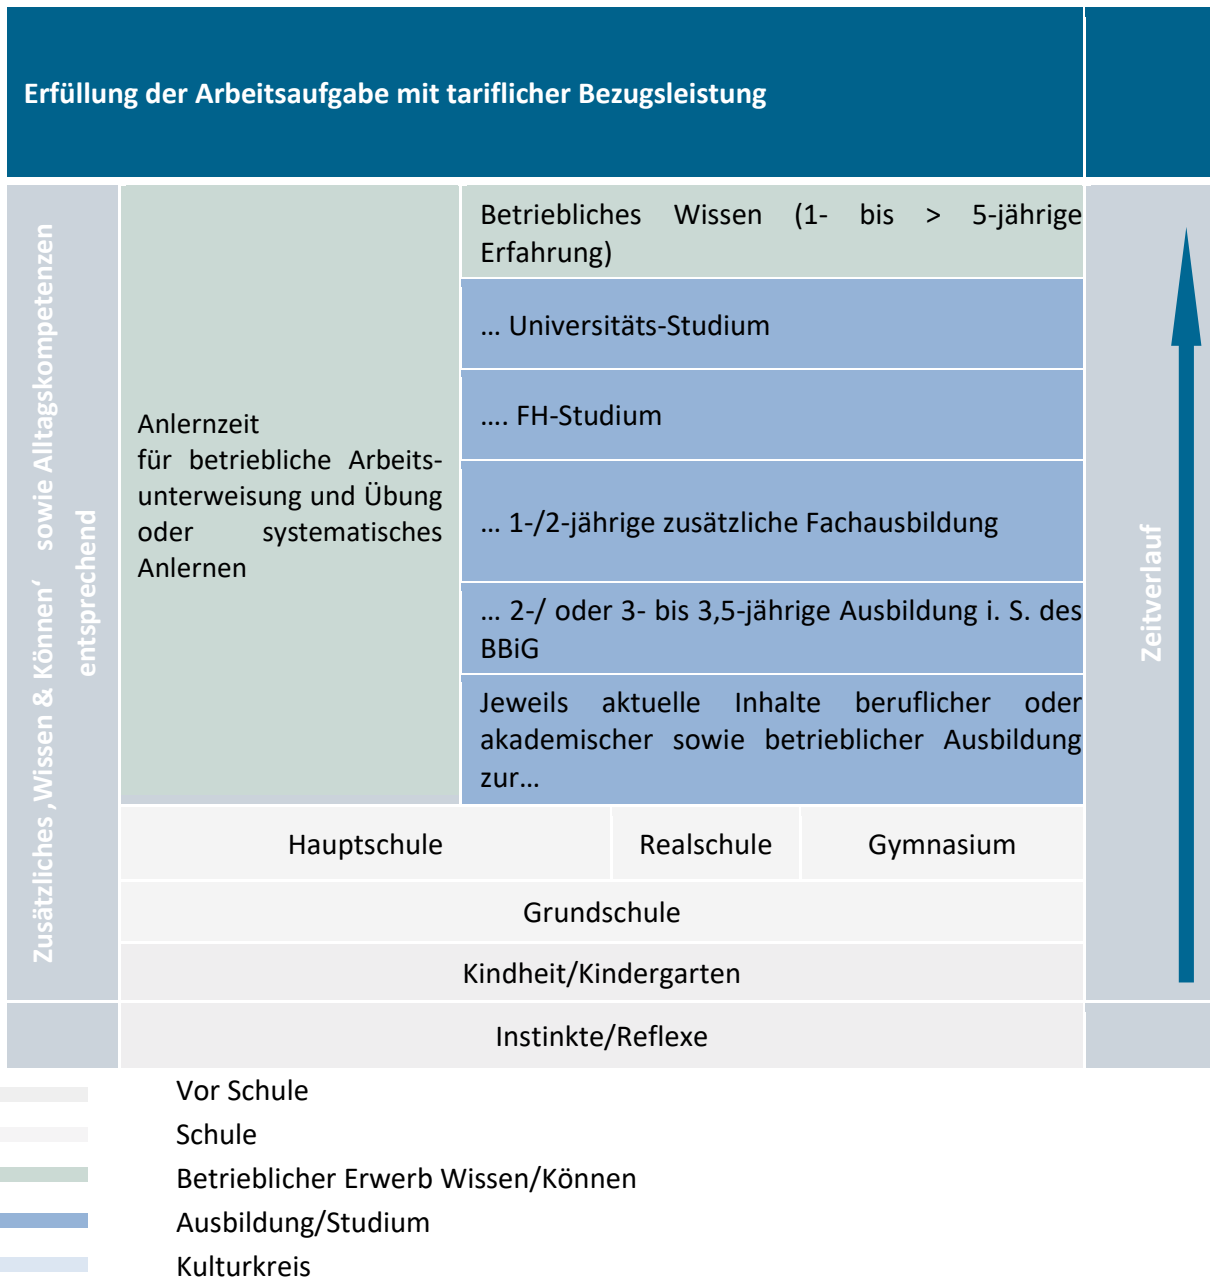 Erfüllung der Arbeitsaufgabe mit tariflicher Bezugsleistung
Zusätzliches ‚Wissen & Können‘ sowie Alltagskompetenzen
entsprechend
Anlernzeit
für betriebliche Arbeits-
unterweisung und Übung
oder systematisches
Anlernen
Betriebliches Wissen (1- bis > 5-jährige
Erfahrung)
... Universitäts-Studium
.... FH-Studium
... 1-/2-jährige zusätzliche Fachausbildung
... 2-/ oder 3- bis 3,5-jährige Ausbildung i. S. des
BBiG
Jeweils aktuelle Inhalte beruflicher oder
akademischer sowie betrieblicher Ausbildung
zur...
Zeitverlauf
Hauptschule
Realschule
Gymnasium
Grundschule
Kindheit/Kindergarten
Instinkte/Reflexe
Vor Schule
Schule
Betrieblicher Erwerb Wissen/Können
Ausbildung/Studium
Kulturkreis